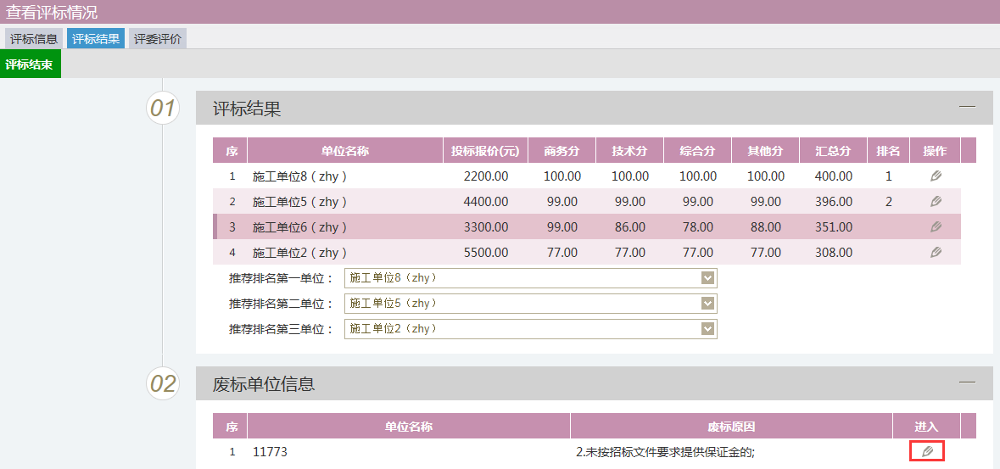 查看评标情况
评标信息 评标结果 评委评价
评标结束
01 评标结果
序 单位名称 投标报价(元) 商务分 技术分 综合分 其他分 汇总分 排名 操作
1 施工单位8（zhy） 2200.00 100.00 100.00 100.00 100.00 400.00 1
2 施工单位5（zhy） 4400.00 99.00 99.00 99.00 99.00 396.00 2
3 施工单位6（zhy） 3300.00 99.00 86.00 78.00 88.00 351.00
4 施工单位2（zhy） 5500.00 77.00 77.00 77.00 77.00 308.00
推荐排名第一单位： 施工单位8（zhy）
推荐排名第二单位： 施工单位5（zhy）
推荐排名第三单位： 施工单位2（zhy）
02 废标单位信息
序 单位名称 废标原因 进入
1 11773 2.未按招标文件要求提供保证金的;